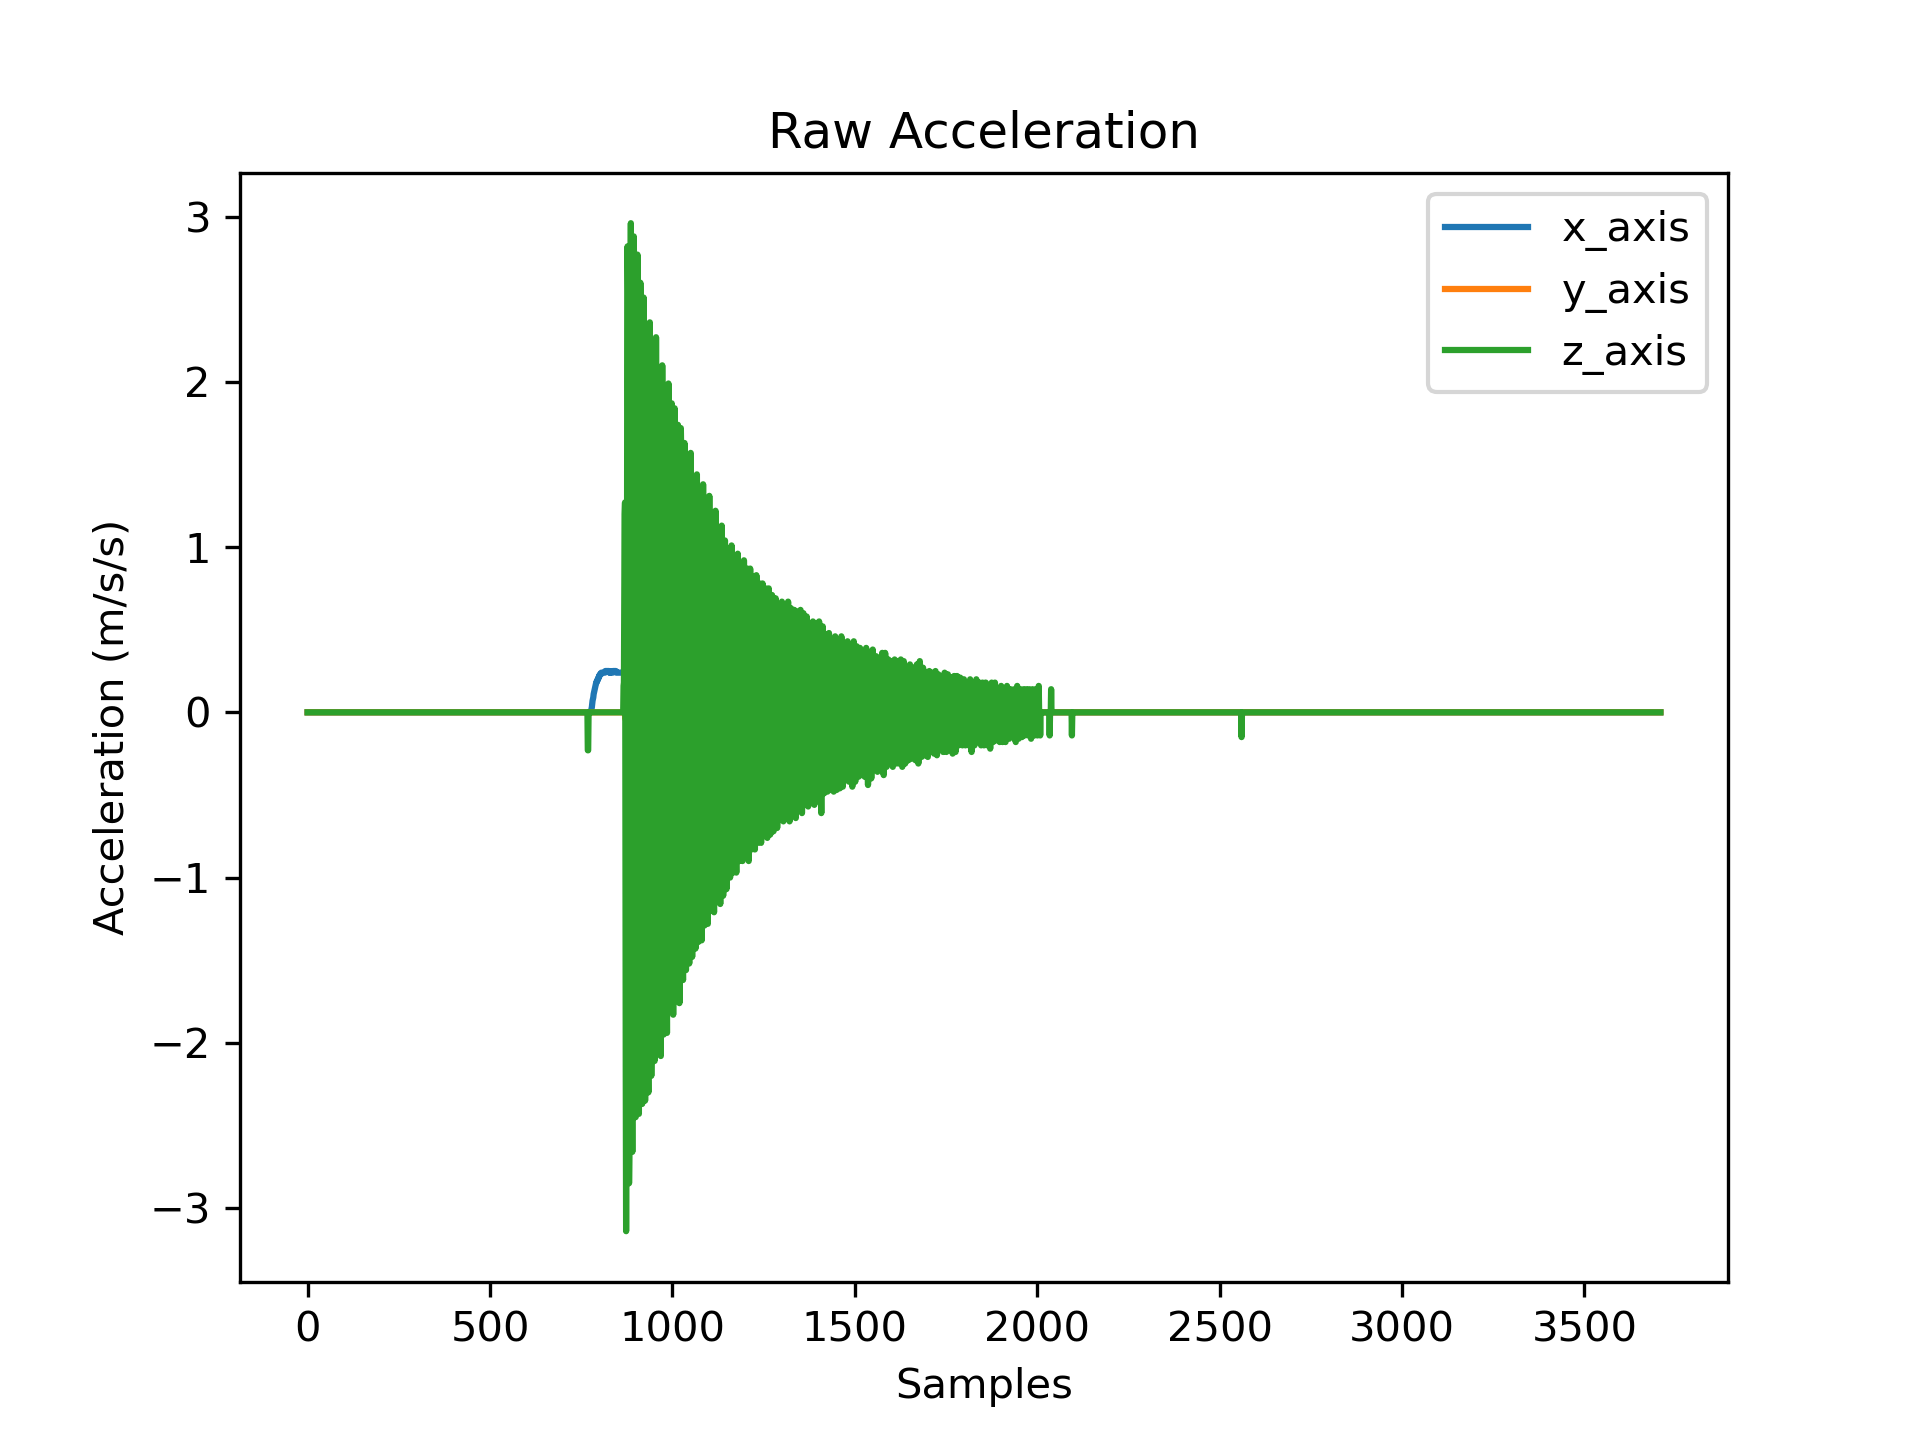 Raw Acceleration
x_axis
y_axis
z_axis
Acceleration (m/s/s)
3
2
1
0
−1
−2
−3
0 500 1000 1500 2000 2500 3000 3500
Samples